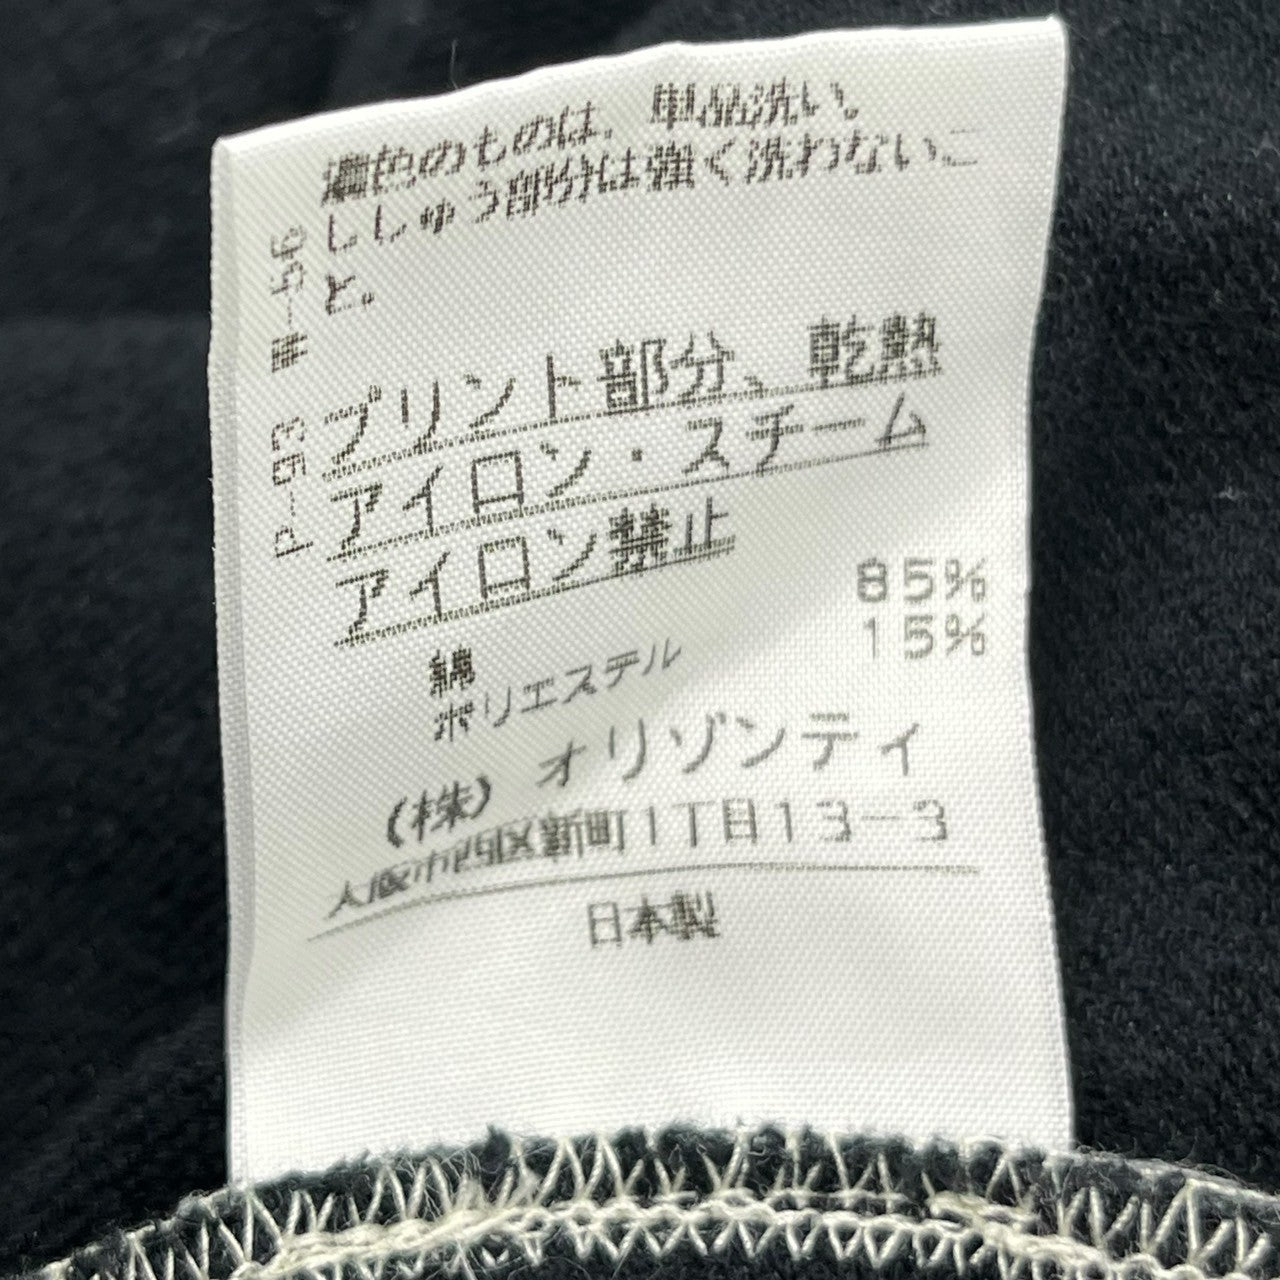 濃色のものは、単品洗い。
ししゅう部分は強く洗わないこ
と。
W-56
P-93
プリント部分、乾熱
アイロン・スチーム
アイロン禁止
綿 85%
ポリエステル 15%
(株)オリゾンティ
大阪市西区新町1丁目13-3
日本製